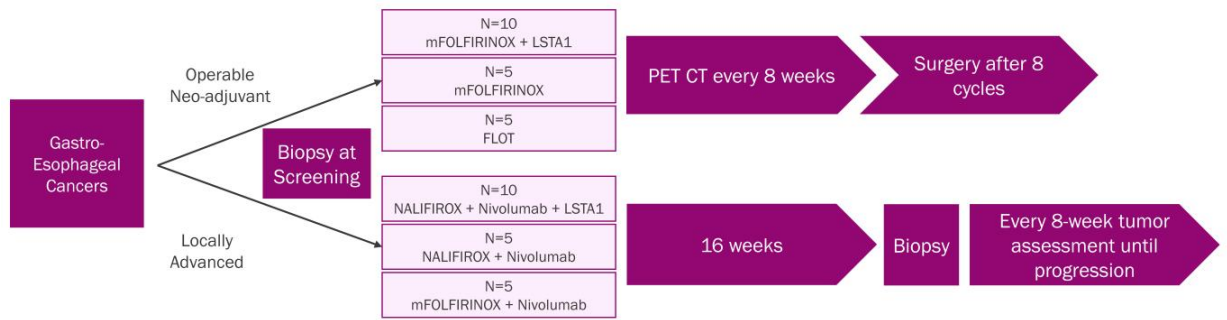 Gastro-
Esophageal
Cancers
Operable
Neo-adjuvant
Locally
Advanced
Biopsy at
Screening
N=10
mFOLFIRINOX + LSTA1
N=5
mFOLFIRINOX
N=5
FLOT
PET CT every 8 weeks
Surgery after 8
cycles
N=10
NALIFIROX + Nivolumab + LSTA1
N=5
NALIFIROX + Nivolumab
N=5
mFOLFIRINOX + Nivolumab
16 weeks
Biopsy
Every 8-week tumor
assessment until
progression